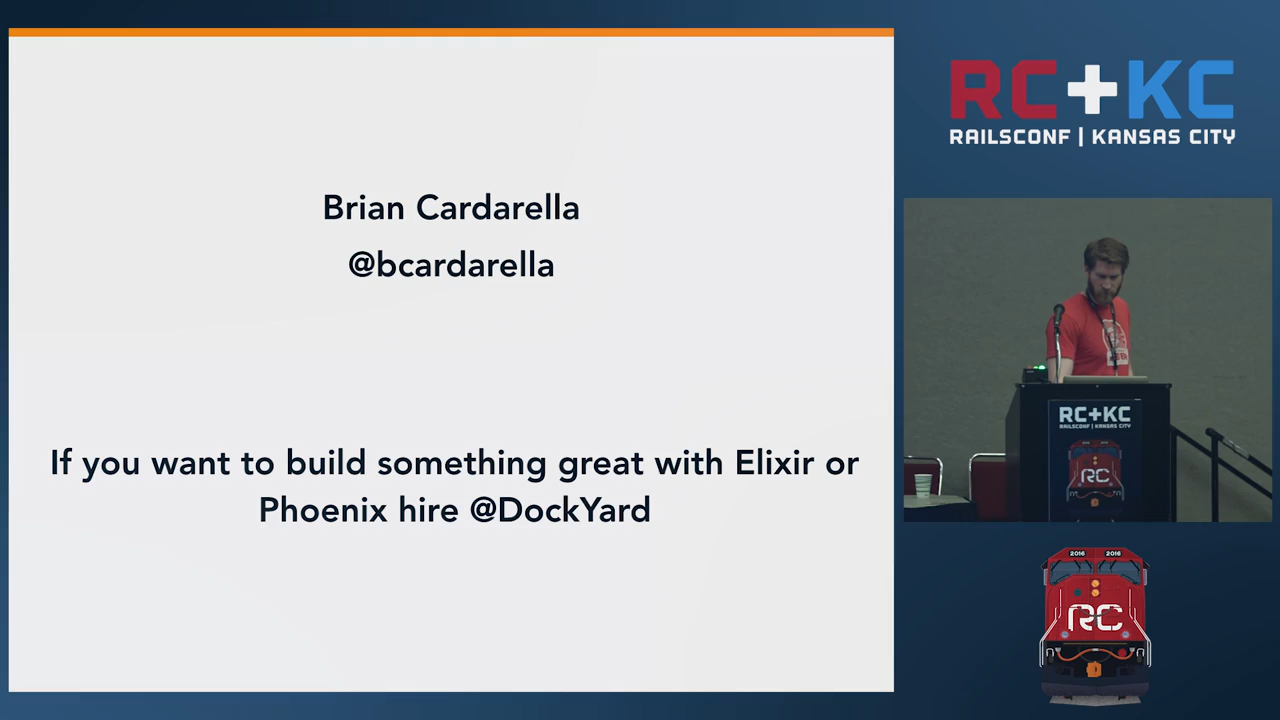 Brian Cardarella
@bcardarella
If you want to build something great with Elixir or
Phoenix hire @DockYard
RC+KC
RAILSCONF | KANSAS CITY
RC+KC
RAILSCONF | KANSAS CITY
RC
2016 2016
RC